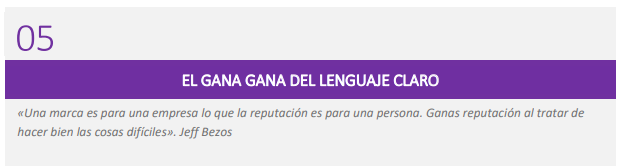 05
EL GANA GANA DEL LENGUAJE CLARO
«Una marca es para una empresa lo que la reputación es para una persona. Ganas reputación al tratar de
hacer bien las cosas difíciles». Jeff Bezos